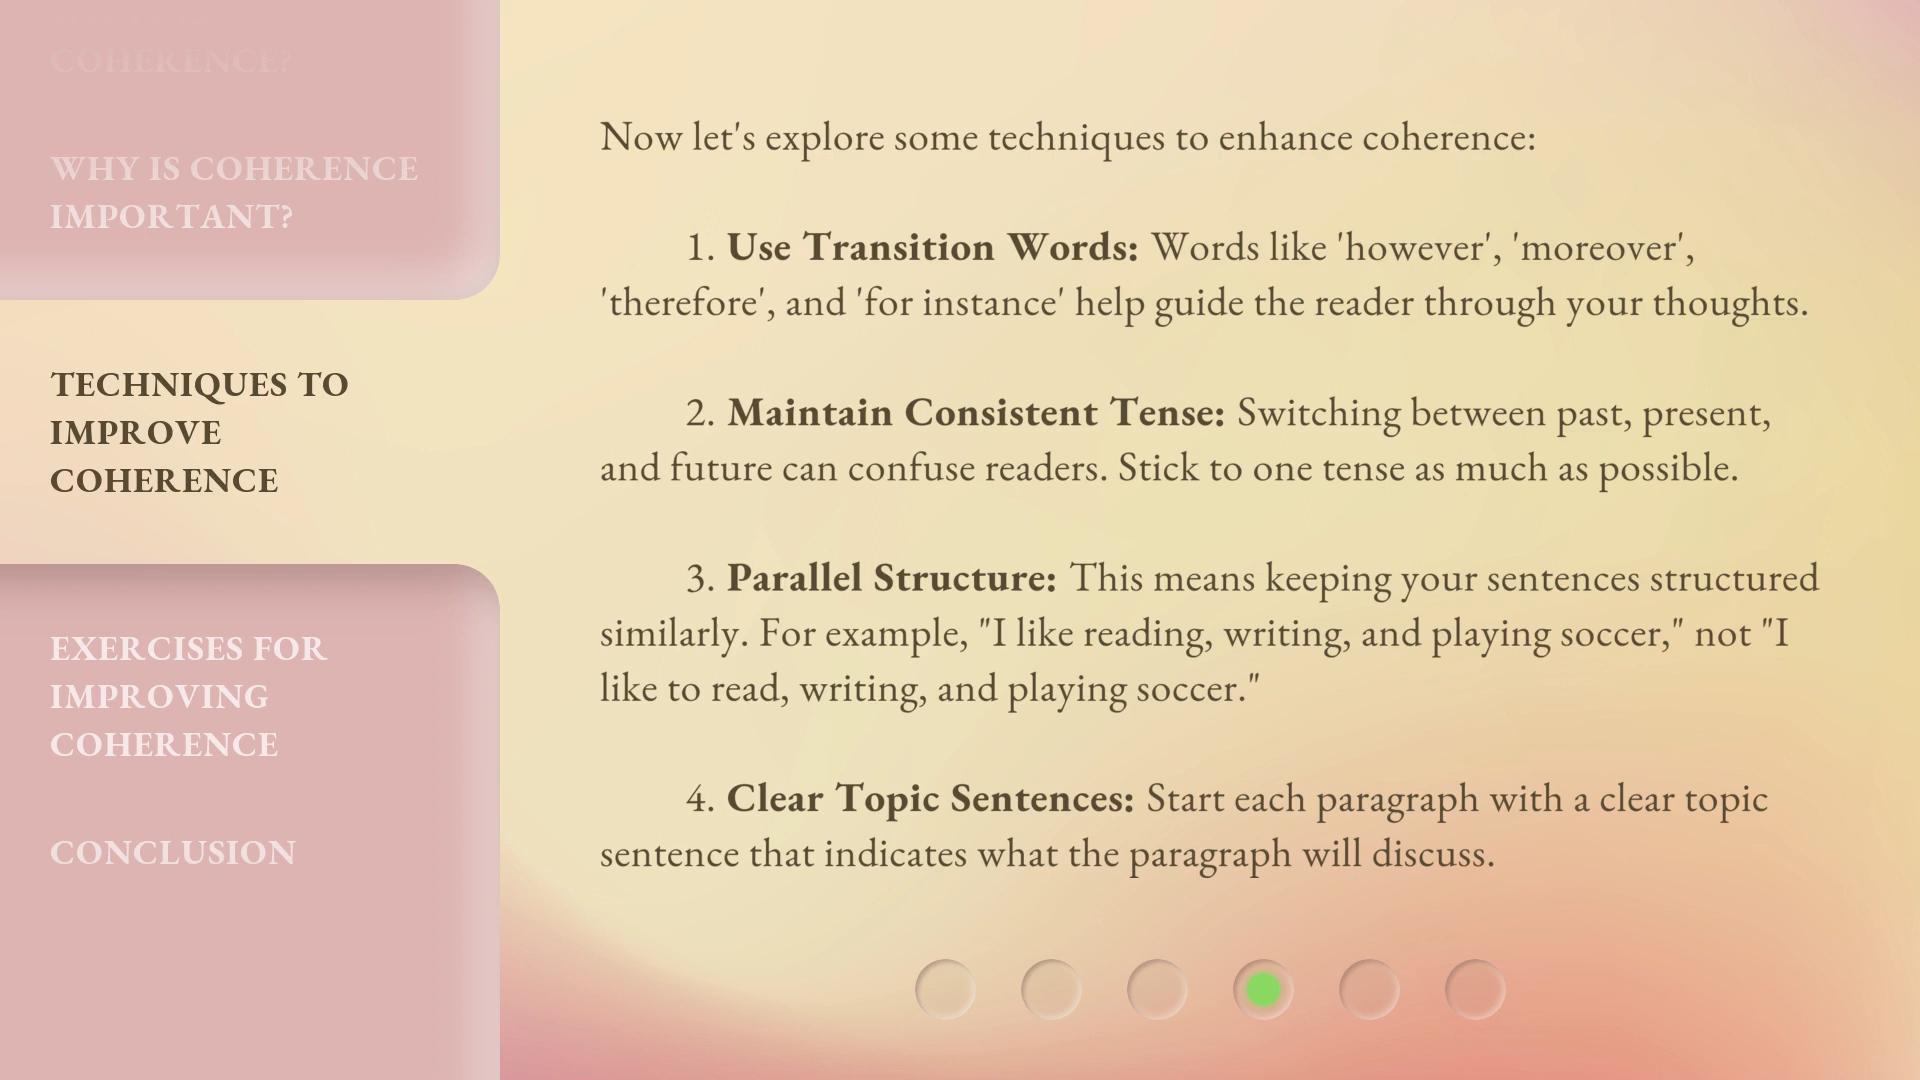 COHERENCE?
WHY IS COHERENCE
IMPORTANT?
TECHNIQUES TO
IMPROVE
COHERENCE
EXERCISES FOR
IMPROVING
COHERENCE
CONCLUSION
Now let's explore some techniques to enhance coherence:
1. Use Transition Words: Words like 'however', 'moreover',
'therefore', and 'for instance' help guide the reader through your thoughts.
2. Maintain Consistent Tense: Switching between past, present,
and future can confuse readers. Stick to one tense as much as possible.
3. Parallel Structure: This means keeping your sentences structured
similarly. For example, "I like reading, writing, and playing soccer," not "I
like to read, writing, and playing soccer."
4. Clear Topic Sentences: Start each paragraph with a clear topic
sentence that indicates what the paragraph will discuss.